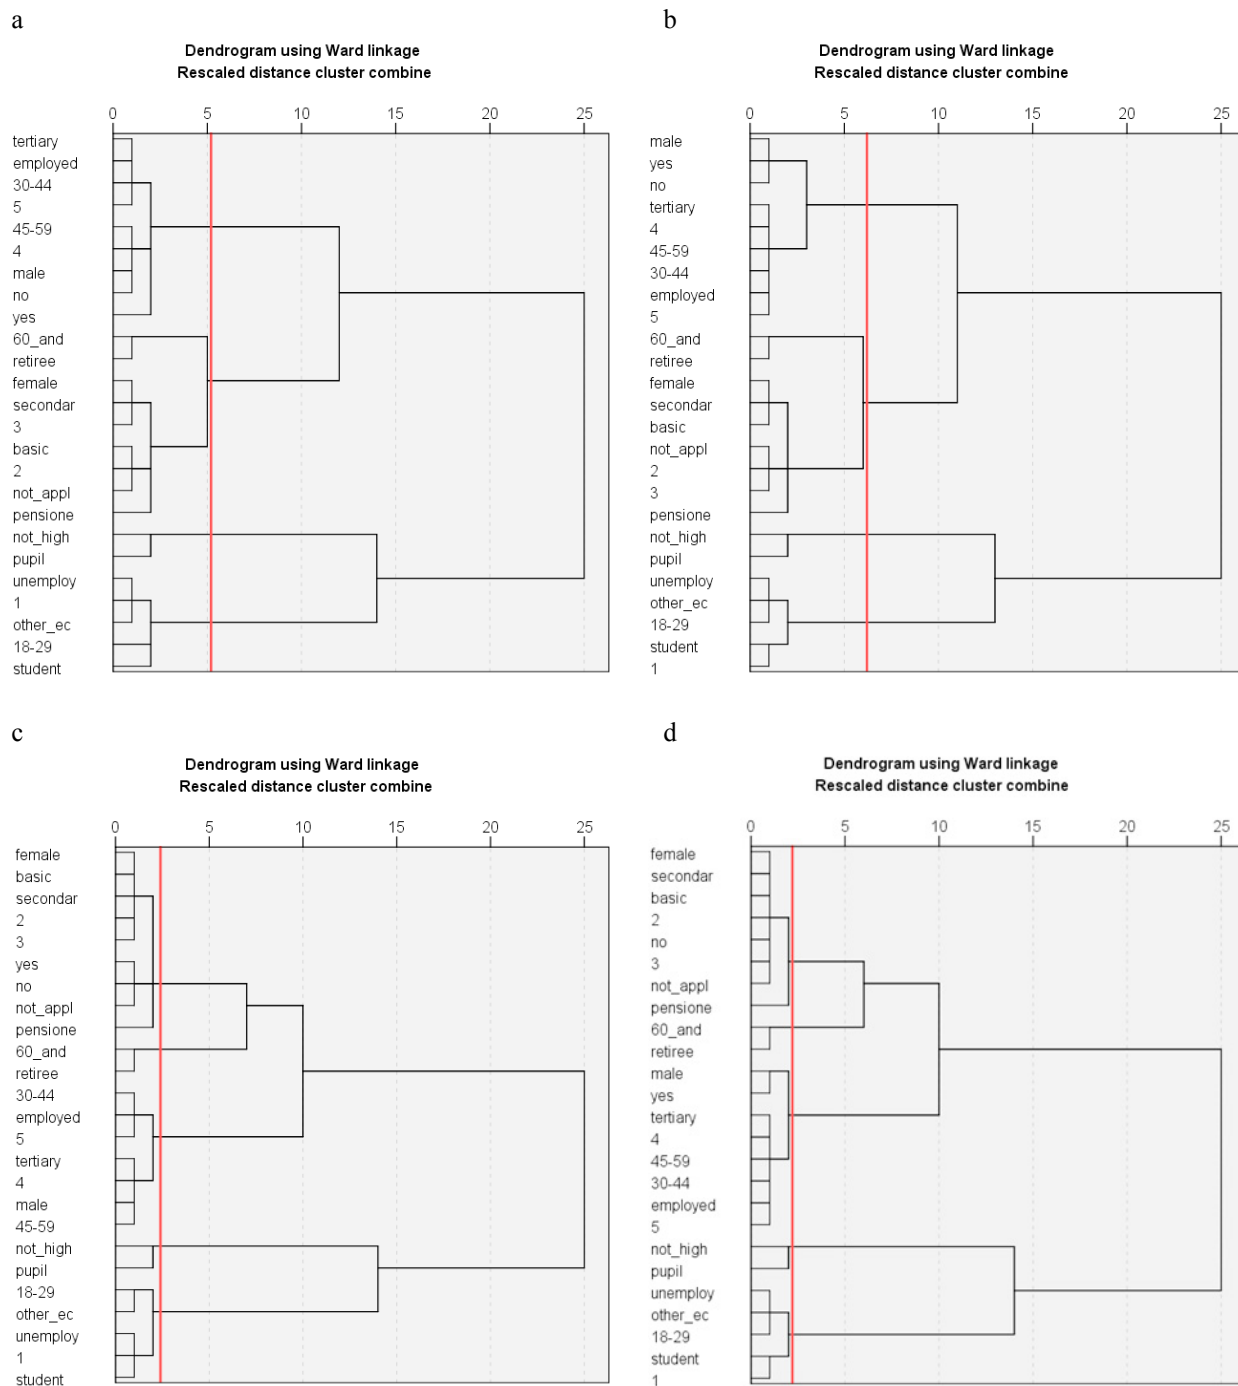 a
Dendrogram using Ward linkage
Rescaled distance cluster combine
0 5 10 15 20 25
tertiary
employed
30-44
5
45-59
4
male
no
yes
60_and
retiree
female
secondar
3
basic
2
not_appl
pensione
not_high
pupil
unemploy
1
other_ec
18-29
student
b
Dendrogram using Ward linkage
Rescaled distance cluster combine
0 5 10 15 20 25
male
yes
no
tertiary
4
45-59
30-44
employed
5
60_and
retiree
female
secondar
basic
not_appl
2
3
pensione
not_high
pupil
unemploy
other_ec
18-29
student
1
c
Dendrogram using Ward linkage
Rescaled distance cluster combine
0 5 10 15 20 25
female
basic
secondar
2
3
yes
no
not_appl
pensione
60_and
retiree
30-44
employed
5
tertiary
4
male
45-59
not_high
pupil
18-29
other_ec
unemploy
1
student
d
Dendrogram using Ward linkage
Rescaled distance cluster combine
0 5 10 15 20 25
female
secondar
basic
2
no
3
not_appl
pensione
60_and
retiree
male
yes
tertiary
4
45-59
30-44
employed
5
not_high
pupil
unemploy
other_ec
18-29
student
1